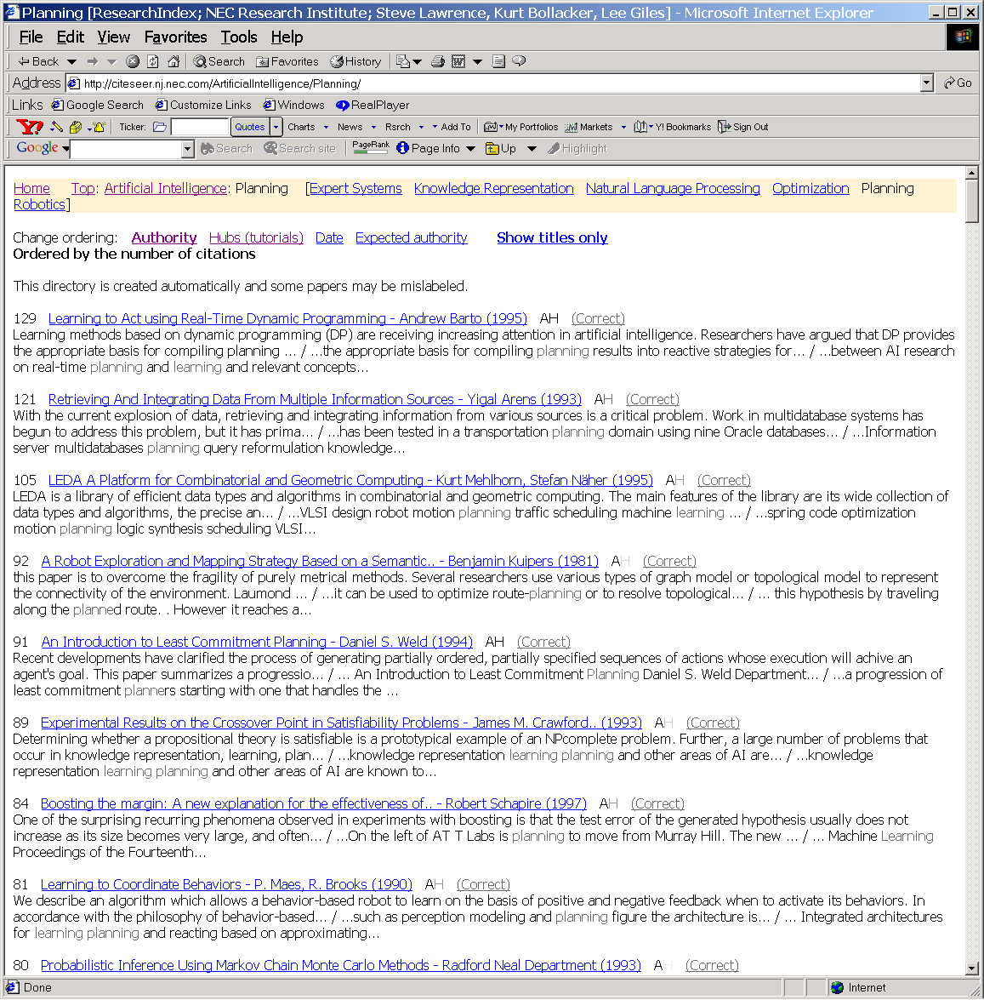 Planning [ResearchIndex; NEC Research Institute; Steve Lawrence, Kurt Bollacker, Lee Giles] - Microsoft Internet Explorer
File Edit View Favorites Tools Help
Back Search Favorites History
Address http://citeseer.nj.nec.com/ArtificialIntelligence/Planning/ Go
Links Google Search Customize Links Windows RealPlayer
Y! Ticker: Quotes Charts News Rsrch Add To My Portfolios Markets Y! Bookmarks Sign Out
Google Search Search site PageRank Page Info Up Highlight
Home Top: Artificial Intelligence: Planning [Expert Systems Knowledge Representation Natural Language Processing Optimization Planning
Robotics]
Change ordering: Authority Hubs (tutorials) Date Expected authority Show titles only
Ordered by the number of citations
This directory is created automatically and some papers may be mislabeled.
129 Learning to Act using Real-Time Dynamic Programming - Andrew Barto (1995) AH (Correct)
Learning methods based on dynamic programming (DP) are receiving increasing attention in artificial intelligence. Researchers have argued that DP provides
the appropriate basis for compiling planning ... / ...the appropriate basis for compiling planning results into reactive strategies for... / ...between AI research
on real-time planning and learning and relevant concepts...
121 Retrieving And Integrating Data From Multiple Information Sources - Yigal Arens (1993) AH (Correct)
With the current explosion of data, retrieving and integrating information from various sources is a critical problem. Work in multidatabase systems has
begun to address this problem, but it has prima... / ...has been tested in a transportation planning domain using nine Oracle databases... / ...Information
server multidatabases planning query reformulation knowledge...
105 LEDA A Platform for Combinatorial and Geometric Computing - Kurt Mehlhorn, Stefan Näher (1995) AH (Correct)
LEDA is a library of efficient data types and algorithms in combinatorial and geometric computing. The main features of the library are its wide collection of
data types and algorithms, the precise an... / ...VLSI design robot motion planning traffic scheduling machine learning ... / ...spring code optimization
motion planning logic synthesis scheduling VLSI...
92 A Robot Exploration and Mapping Strategy Based on a Semantic.. - Benjamin Kuipers (1981) AH (Correct)
this paper is to overcome the fragility of purely metrical methods. Several researchers use various types of graph model or topological model to represent
the connectivity of the environment. Laumond ... / ...it can be used to optimize route-planning or to resolve topological... / ... this hypothesis by traveling
along the planned route. . However it reaches a...
91 An Introduction to Least Commitment Planning - Daniel S. Weld (1994) AH (Correct)
Recent developments have clarified the process of generating partially ordered, partially specified sequences of actions whose execution will achive an
agent's goal. This paper summarizes a progressio... / ... An Introduction to Least Commitment Planning Daniel S. Weld Department... / ...a progression of
least commitment planners starting with one that handles the ...
89 Experimental Results on the Crossover Point in Satisfiability Problems - James M. Crawford.. (1993) AH (Correct)
Determining whether a propositional theory is satisfiable is a prototypical example of an NPcomplete problem. Further, a large number of problems that
occur in knowledge representation, learning, plan... / ...knowledge representation learning planning and other areas of AI are... / ...knowledge
representation learning planning and other areas of AI are known to...
84 Boosting the margin: A new explanation for the effectiveness of.. - Robert Schapire (1997) AH (Correct)
One of the surprising recurring phenomena observed in experiments with boosting is that the test error of the generated hypothesis usually does not
increase as its size becomes very large, and often... / ...On the left of AT T Labs is planning to move from Murray Hill. The new ... / ... Machine Learning
Proceedings of the Fourteenth...
81 Learning to Coordinate Behaviors - P. Maes, R. Brooks (1990) AH (Correct)
We describe an algorithm which allows a behavior-based robot to learn on the basis of positive and negative feedback when to activate its behaviors. In
accordance with the philosophy of behavior-based... / ...such as perception modeling and planning figure the architecture is... / ... Integrated architectures
for learning planning and reacting based on approximating...
80 Probabilistic Inference Using Markov Chain Monte Carlo Methods - Radford Neal Department (1993) AH (Correct)
Done Internet